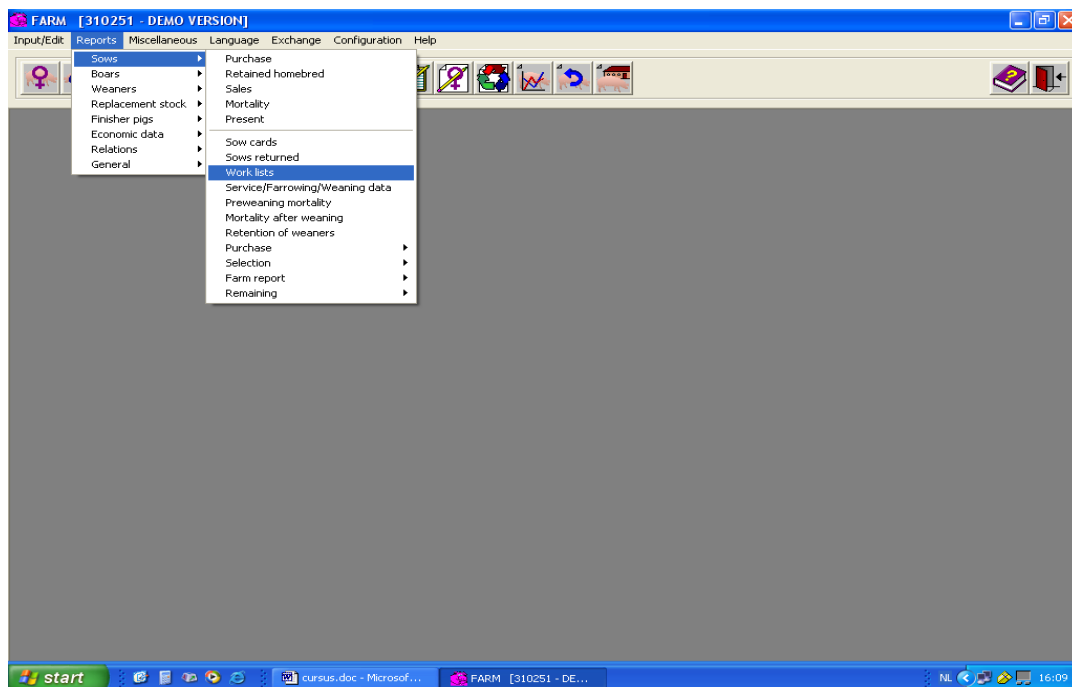 FARM [310251 - DEMO VERSION]
Input/Edit Reports Miscellaneous Language Exchange Configuration Help
Sows
Boars
Weaners
Replacement stock
Finisher pigs
Economic data
Relations
General
Purchase
Retained homebred
Sales
Mortality
Present
Sow cards
Sows returned
Work lists
Service/Farrowing/Weaning data
Preweaning mortality
Mortality after weaning
Retention of weaners
Purchase
Selection
Farm report
Remaining
start
cursus.doc - Microsof...
FARM [310251 - DE...
NL
16:09